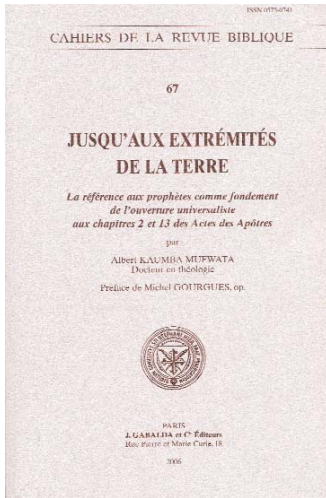 ISSN 0575-0741
CAHIERS DE LA REVUE BIBLIQUE
67
JUSQU'AUX EXTRÉMITÉS
DE LA TERRE
La référence aux prophètes comme fondement
de l'ouverture universaliste
aux chapitres 2 et 13 des Actes des Apôtres
par
Albert KAUMBA MUFWATA
Docteur en théologie
Préface de Michel GOURGUES, op.
PARIS
J. GABALDA et Cie Éditeurs
Rue Pierre et Marie Curie, 18
2006